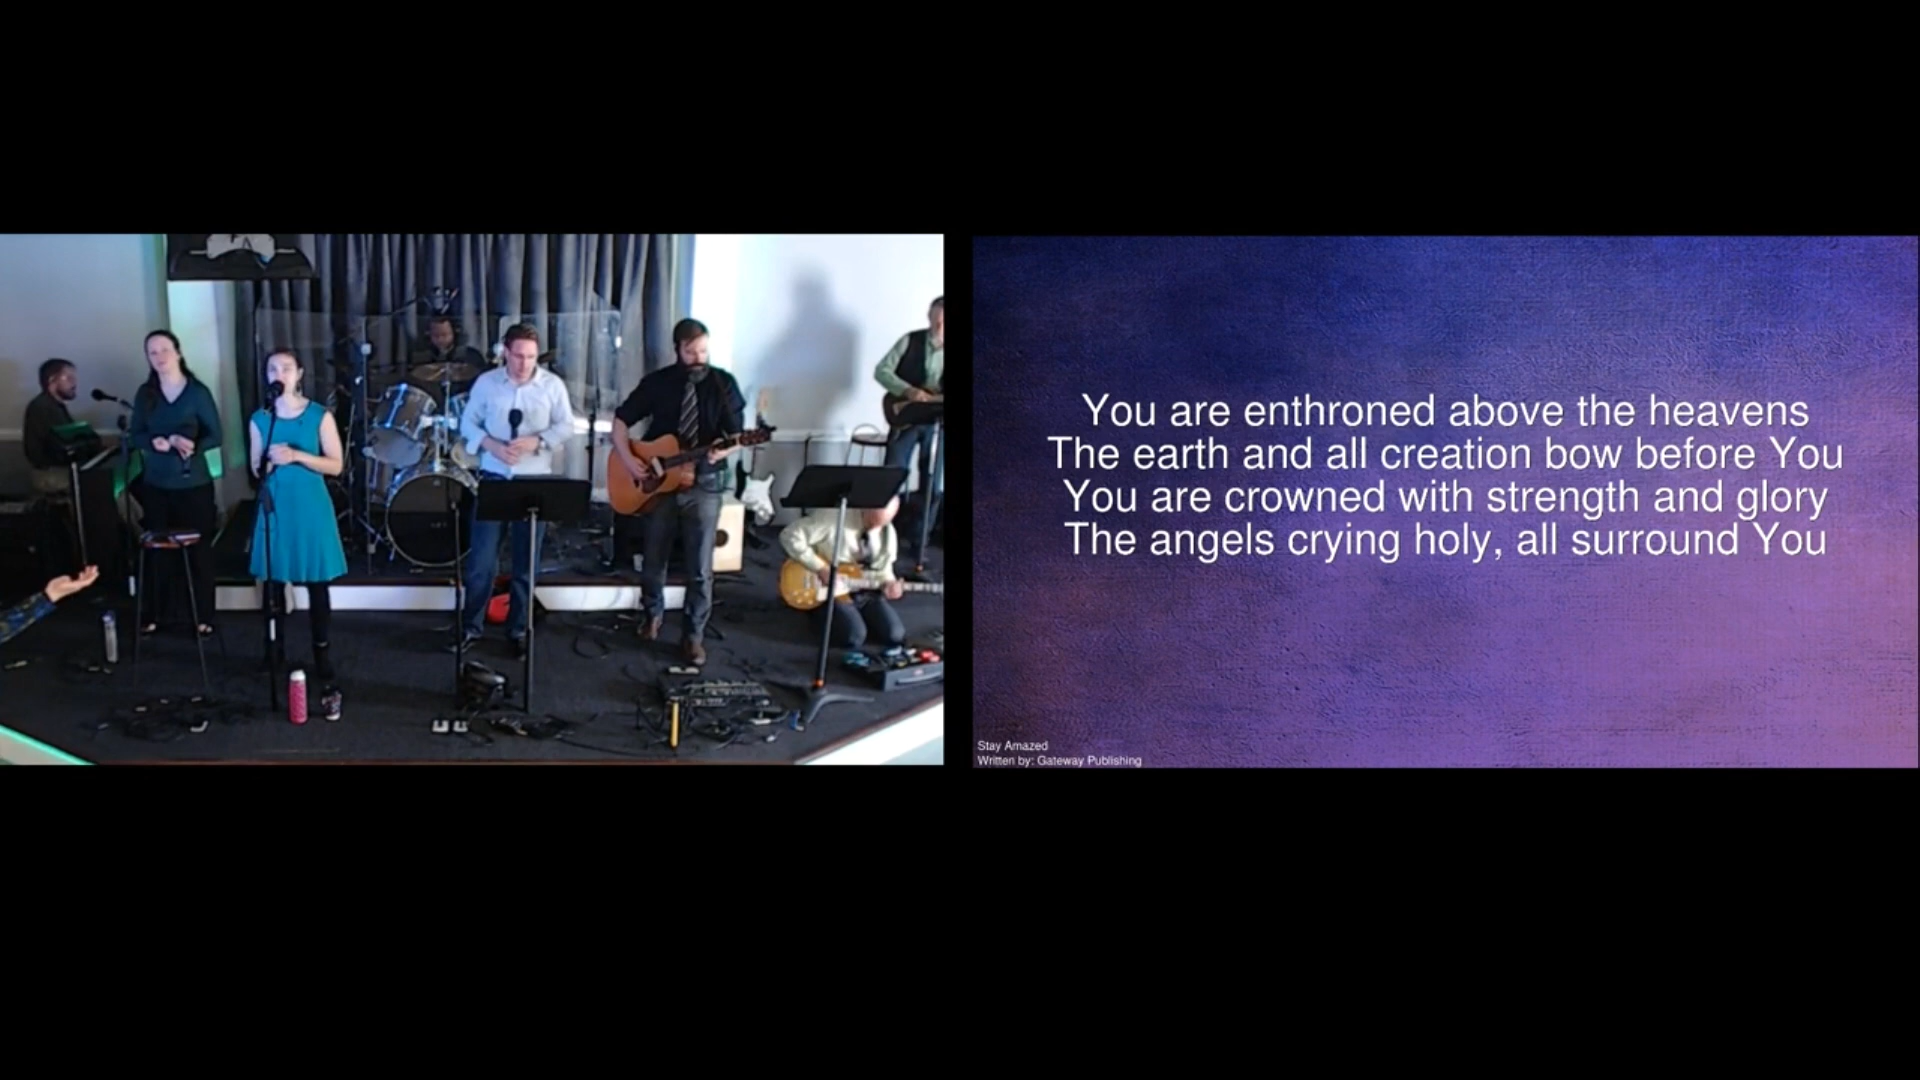 You are enthroned above the heavens
The earth and all creation bow before You
You are crowned with strength and glory
The angels crying holy, all surround You
Stay Amazed
Written by: Gateway Publishing